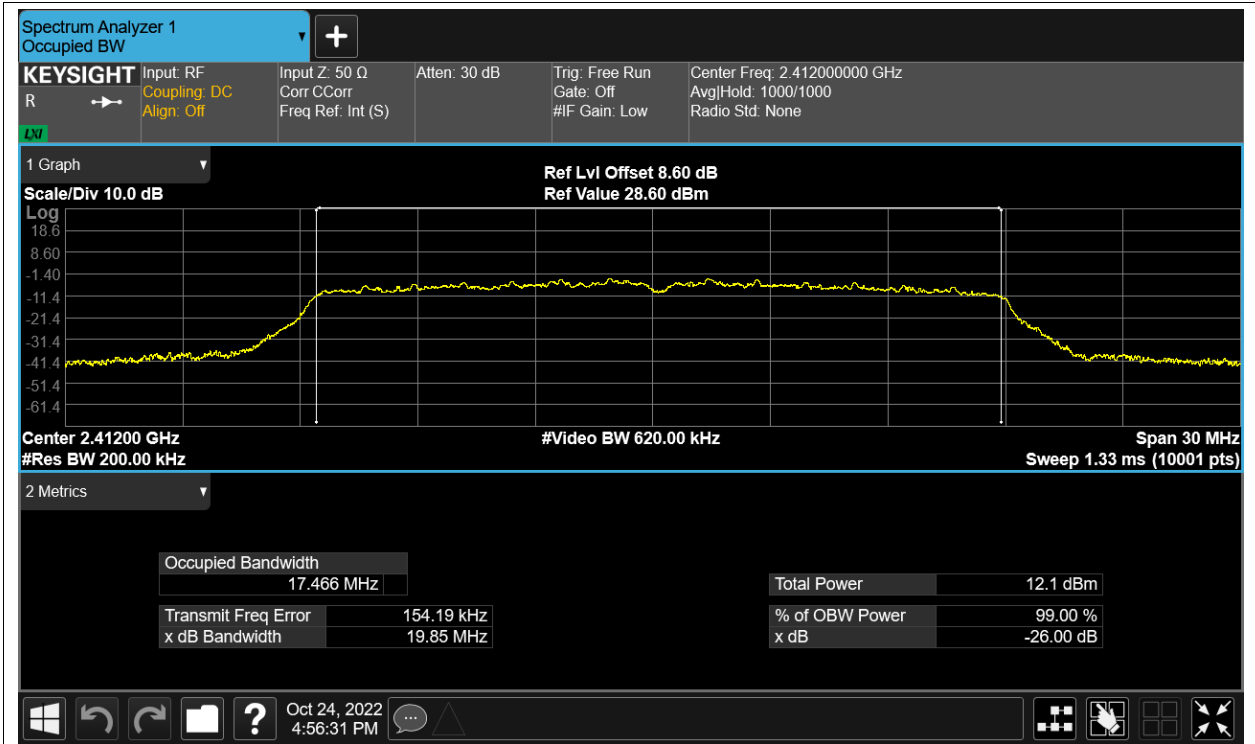 Spectrum Analyzer 1
Occupied BW
KEYSIGHT
R
LXI
Input: RF
Coupling: DC
Align: Off
Input Z: 50 Ω
Corr CCorr
Freq Ref: Int (S)
Atten: 30 dB
Trig: Free Run
Gate: Off
#IF Gain: Low
Center Freq: 2.412000000 GHz
Avg|Hold: 1000/1000
Radio Std: None
1 Graph
Scale/Div 10.0 dB
Ref Lvl Offset 8.60 dB
Ref Value 28.60 dBm
Log
18.6
8.60
-1.40
-11.4
-21.4
-31.4
-41.4
-51.4
-61.4
Center 2.41200 GHz
#Res BW 200.00 kHz
#Video BW 620.00 kHz
Span 30 MHz
Sweep 1.33 ms (10001 pts)
2 Metrics
Occupied Bandwidth
17.466 MHz
Transmit Freq Error 154.19 kHz
x dB Bandwidth 19.85 MHz
Total Power 12.1 dBm
% of OBW Power 99.00 %
x dB -26.00 dB
?
Oct 24, 2022
4:56:31 PM